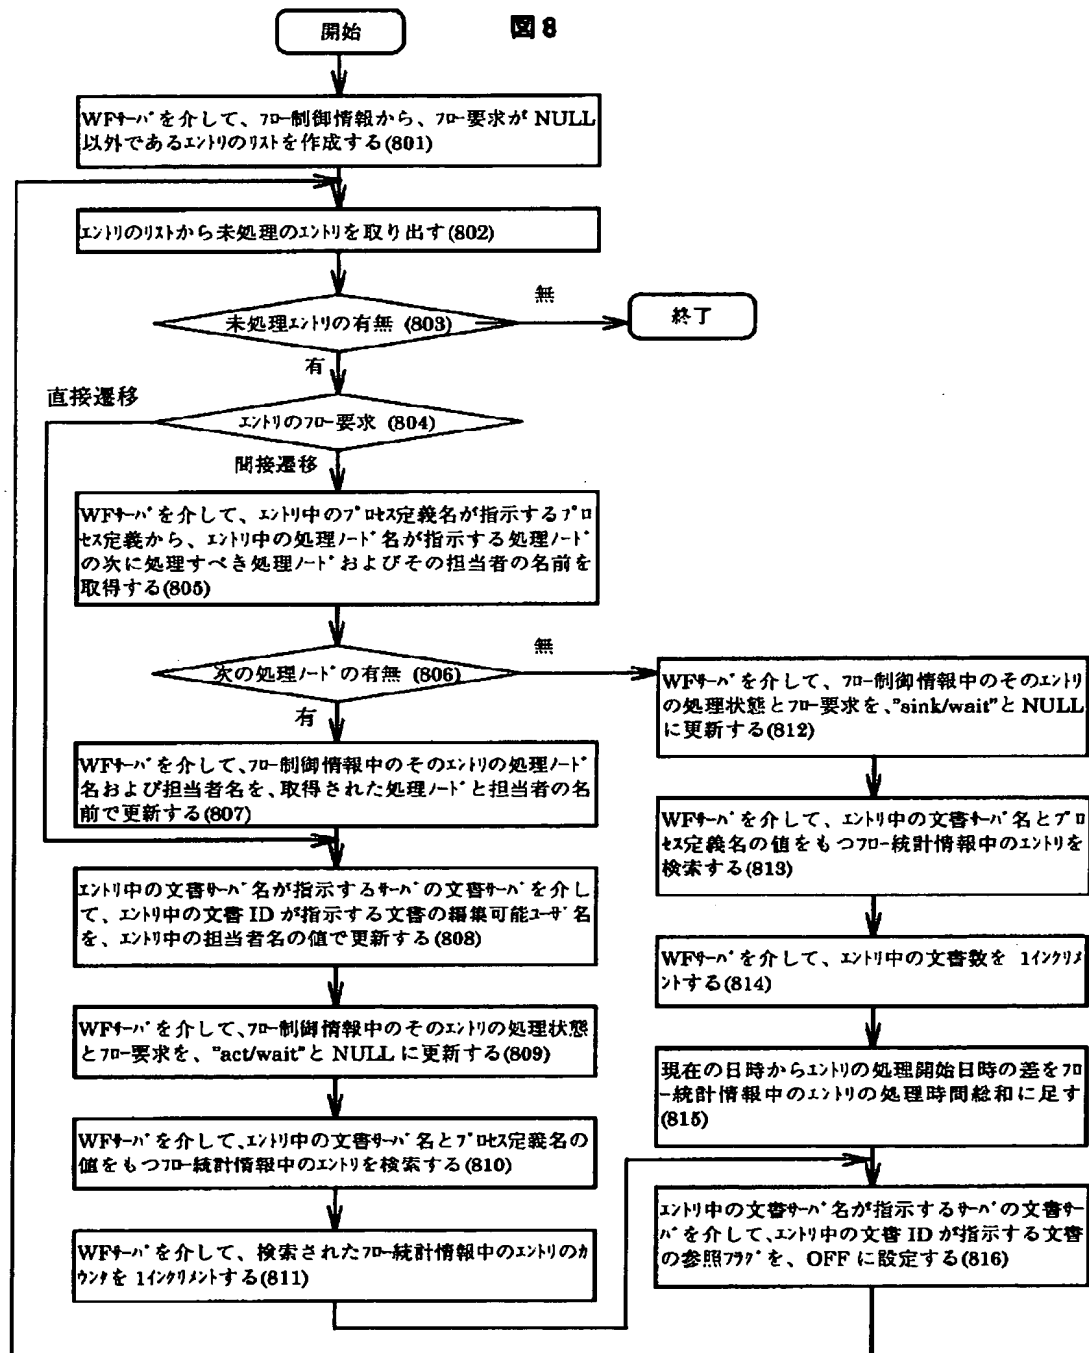 図8
開始
WFサーバを介して、フロー制御情報から、フロー要求が NULL
以外であるエントリのリストを作成する(801)
エントリのリストから未処理のエントリを取り出す(802)
未処理エントリの有無 (803)
無
終了
有
直接遷移
エントリのフロー要求 (804)
間接遷移
WFサーバを介して、エントリ中のプロセス定義名が指示するプロ
セス定義から、エントリ中の処理ノード名が指示する処理ノード
の次に処理すべき処理ノードおよびその担当者の名前を
取得する(805)
次の処理ノードの有無 (806)
無
有
WFサーバを介して、フロー制御情報中のそのエントリの処理ノード
名および担当者名を、取得された処理ノードと担当者の名
前で更新する(807)
エントリ中の文書サーバ名が指示するサーバの文書サーバを介し
て、エントリ中の文書 ID が指示する文書の編集可能ユーザ名
を、エントリ中の担当者名の値で更新する(808)
WFサーバを介して、フロー制御情報中のそのエントリの処理状態
とフロー要求を、"act/wait"と NULL に更新する(809)
WFサーバを介して、エントリ中の文書サーバ名とプロセス定義名の
値をもつフロー統計情報中のエントリを検索する(810)
WFサーバを介して、検索されたフロー統計情報中のエントリのカ
ウンタを 1インクリメントする(811)
WFサーバを介して、フロー制御情報中のそのエントリ
の処理状態とフロー要求を、"sink/wait"と NULL
に更新する(812)
WFサーバを介して、エントリ中の文書サーバ名とプロ
セス定義名の値をもつフロー統計情報中のエントリを
検索する(813)
WFサーバを介して、エントリ中の文書数を 1インクリメ
ントする(814)
現在の日時からエントリの処理開始日時の差をフロ
ー統計情報中のエントリの処理時間総和に足す
(815)
エントリ中の文書サーバ名が指示するサーバの文書サー
バを介して、エントリ中の文書 ID が指示する文書
の参照フラグを、OFF に設定する(816)